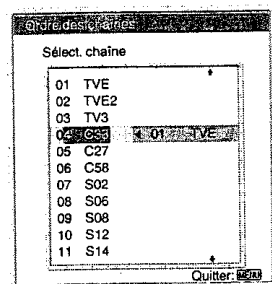 Ordre des chaînes
Sélect. chaîne
01 TVE
02 TVE2
03 TV3
04 C33 01 TVE
05 C27
06 C58
07 S02
08 S06
09 S08
10 S12
11 S14
Quitter: MENU